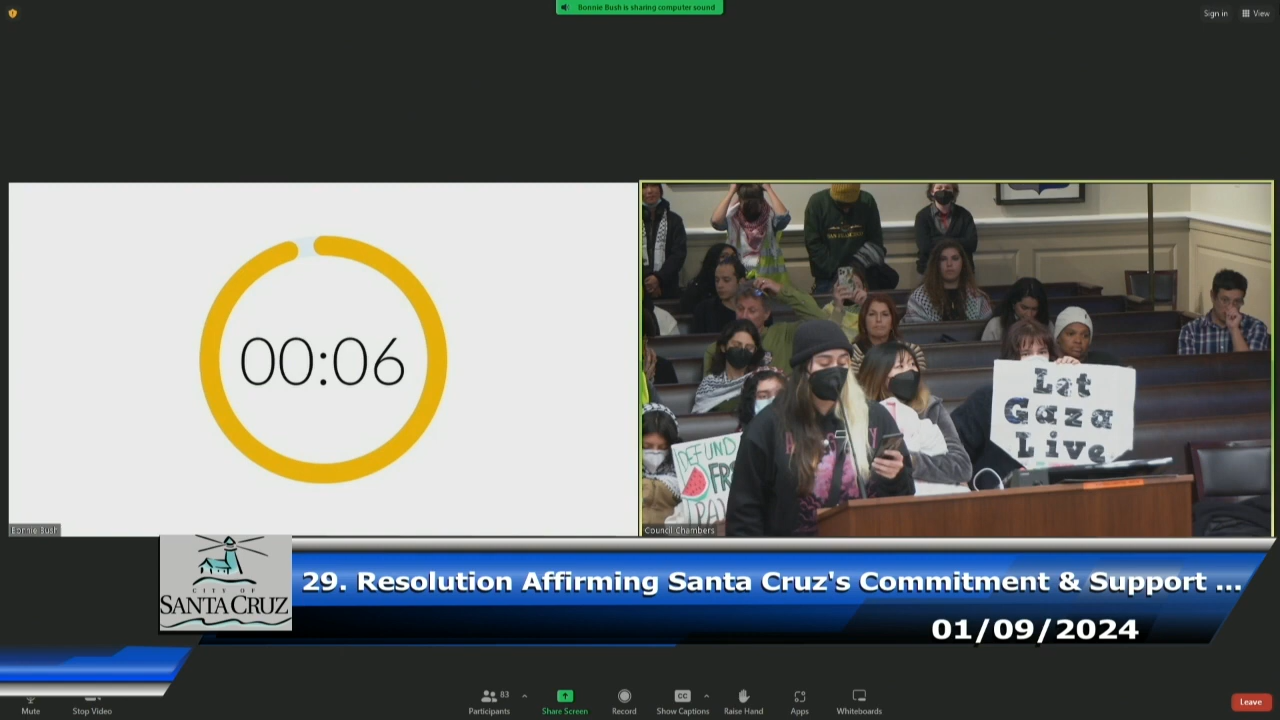 Bonnie Bush is sharing computer sound
Sign in
View
00:06
Bonnie Bush
Let
Gaza
Live
DEFUND
Council Chambers
CITY OF
SANTA CRUZ
29. Resolution Affirming Santa Cruz's Commitment & Support ...
01/09/2024
Mute
Stop Video
Participants
83
Share Screen
CC
Show Captions
Record
Raise Hand
Apps
Whiteboards
Leave